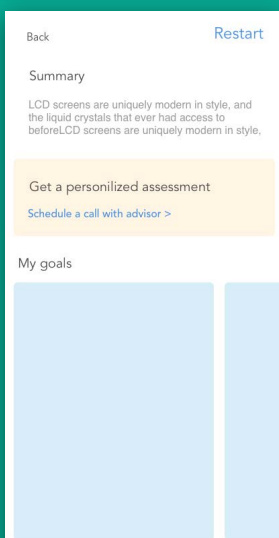 Back
Restart
Summary
LCD screens are uniquely modern in style, and
the liquid crystals that ever had access to
beforeLCD screens are uniquely modern in style,
Get a personilized assessment
Schedule a call with advisor >
My goals